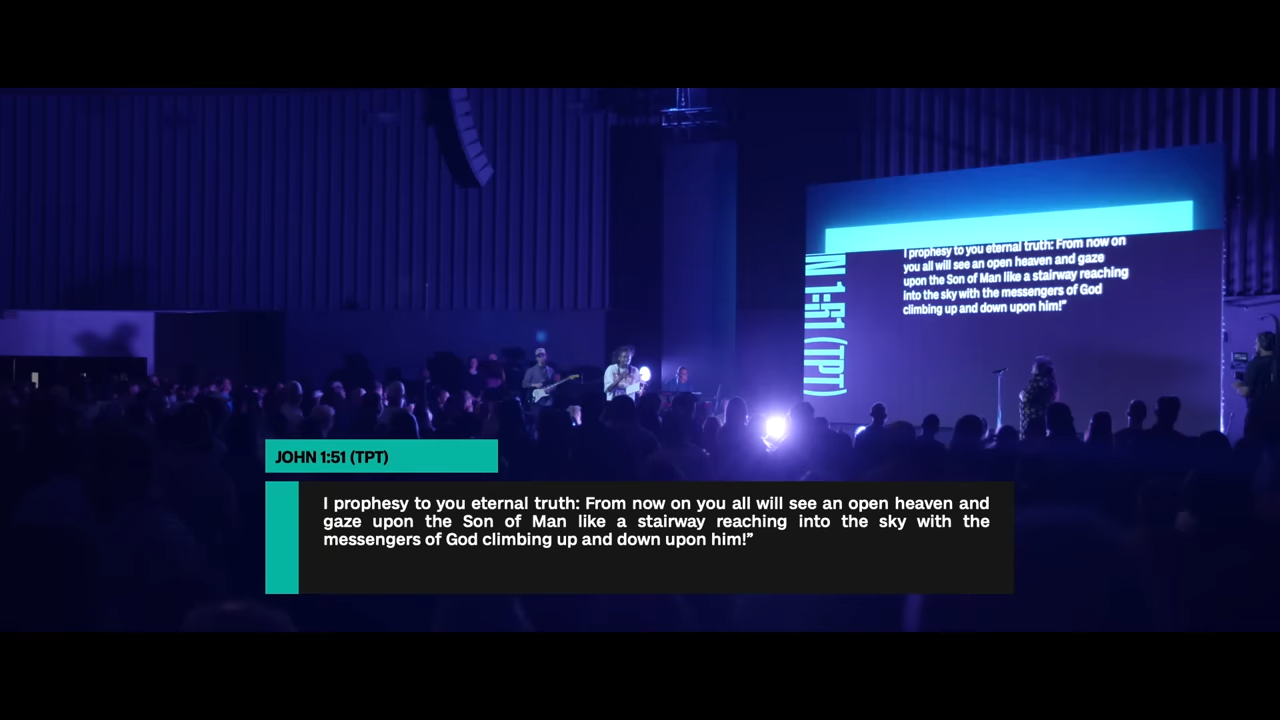 I prophesy to you eternal truth: From now on
you all will see an open heaven and gaze
upon the Son of Man like a stairway reaching
into the sky with the messengers of God
climbing up and down upon him!”
N 1:51 (TPT)
JOHN 1:51 (TPT)
I prophesy to you eternal truth: From now on you all will see an open heaven and
gaze upon the Son of Man like a stairway reaching into the sky with the
messengers of God climbing up and down upon him!”